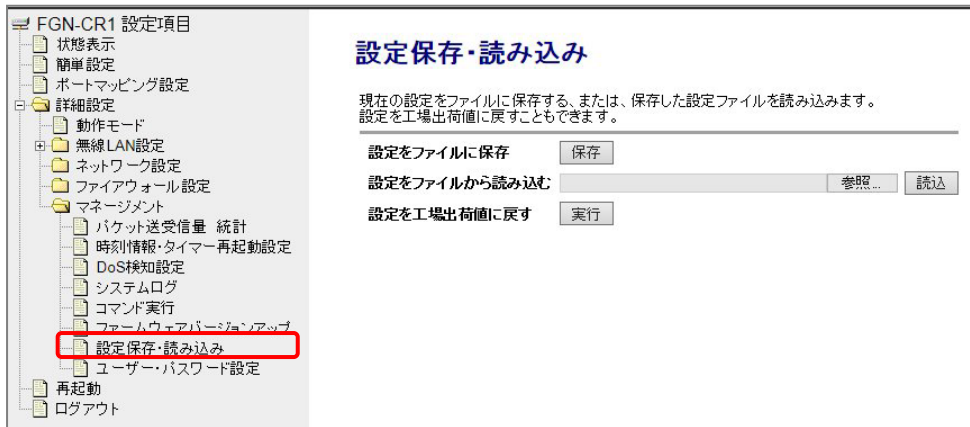 FGN-CR1 設定項目
状態表示
簡単設定
ポートマッピング設定
詳細設定
動作モード
無線LAN設定
ネットワーク設定
ファイアウォール設定
マネージメント
パケット送受信量 統計
時刻情報・タイマー再起動設定
DoS検知設定
システムログ
コマンド実行
ファームウェアバージョンアップ
設定保存・読み込み
ユーザー・パスワード設定
再起動
ログアウト
設定保存・読み込み
現在の設定をファイルに保存する、または、保存した設定ファイルを読み込みます。
設定を工場出荷値に戻すこともできます。
設定をファイルに保存 保存
設定をファイルから読み込む 参照... 読込
設定を工場出荷値に戻す 実行